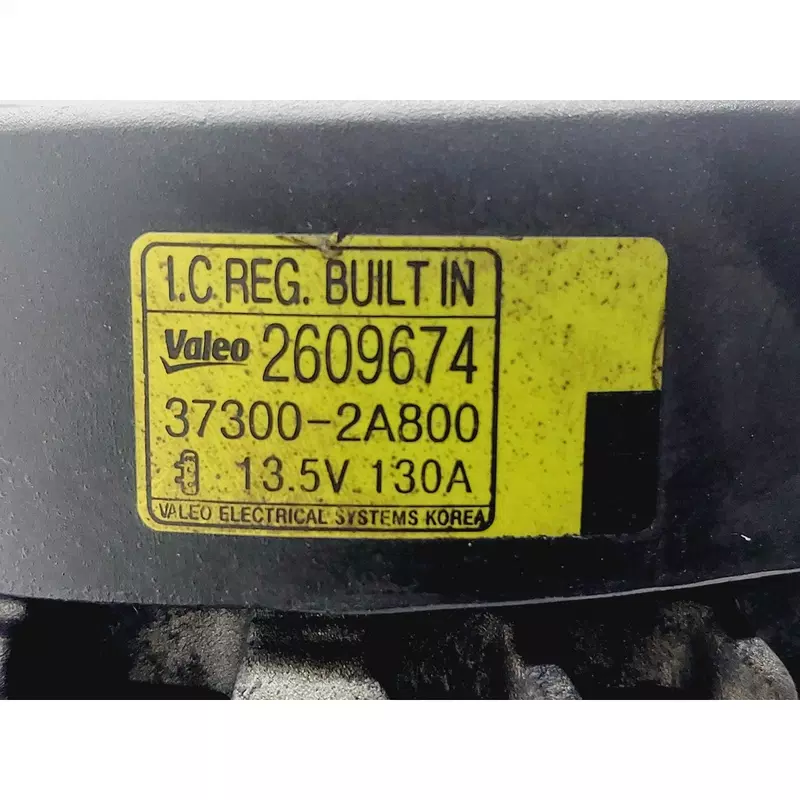 I.C. REG. BUILT IN
Valeo 2609674
37300-2A800
13.5V 130A
VALEO ELECTRICAL SYSTEMS KOREA